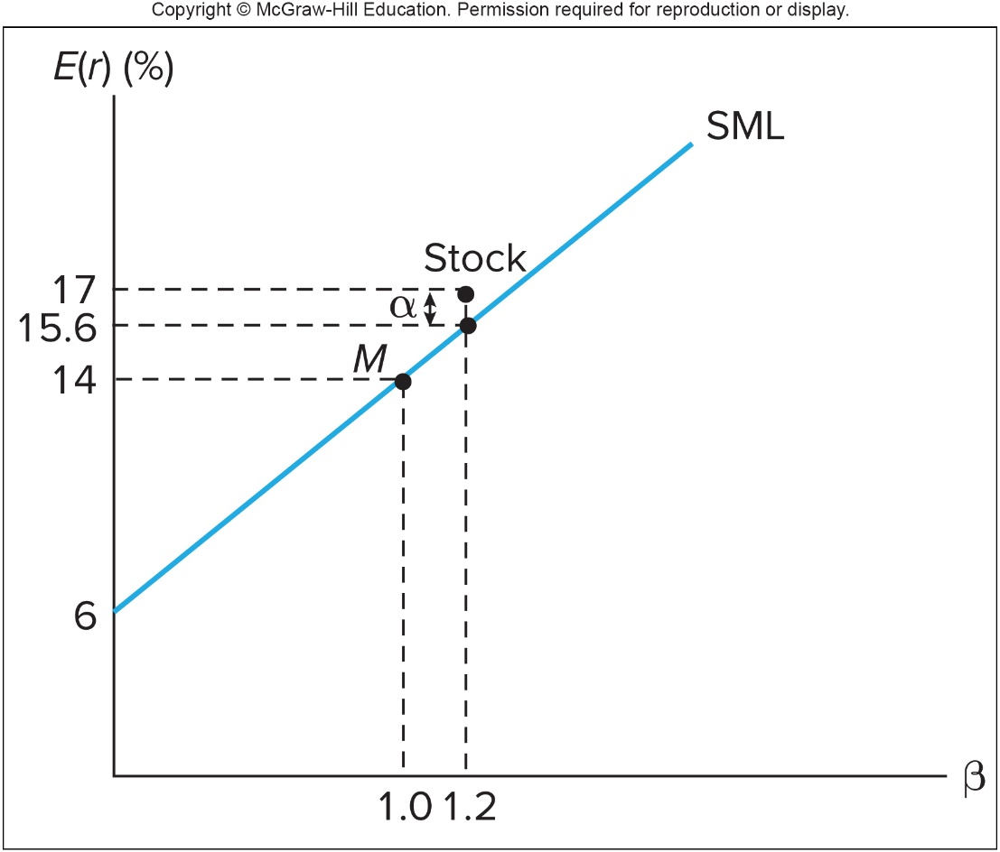 Copyright © McGraw-Hill Education. Permission required for reproduction or display.
E(r) (%)
SML
Stock
17
α
15.6
M
14
6
β
1.0 1.2